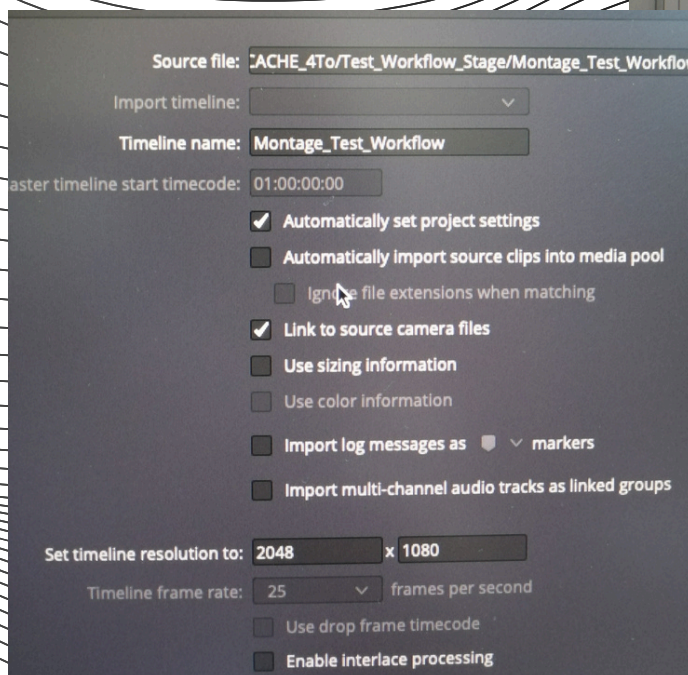 Source file: CACHE_4To/Test_Workflow_Stage/Montage_Test_Workflow
Import timeline:
Timeline name: Montage_Test_Workflow
aster timeline start timecode: 01:00:00:00
Automatically set project settings
Automatically import source clips into media pool
Ignore file extensions when matching
Link to source camera files
Use sizing information
Use color information
Import log messages as markers
Import multi-channel audio tracks as linked groups
Set timeline resolution to: 2048 x 1080
Timeline frame rate: 25 frames per second
Use drop frame timecode
Enable interlace processing